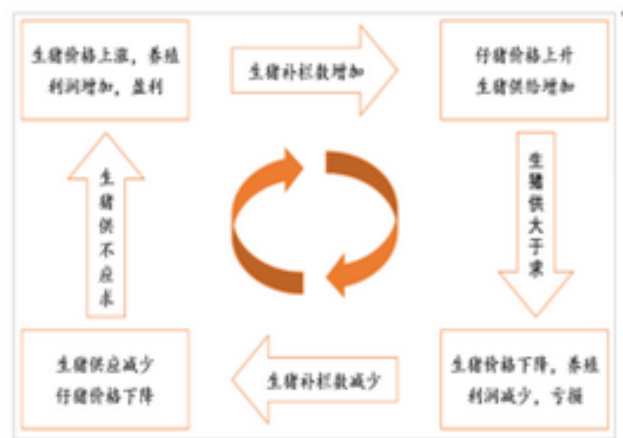 生猪价格上涨，养殖
利润增加，盈利
生猪补栏数增加
仔猪价格上升
生猪供给增加
生猪供大于求
生猪价格下降，养殖
利润减少，亏损
生猪补栏数减少
生猪供应减少
仔猪价格下降
生猪供不应求